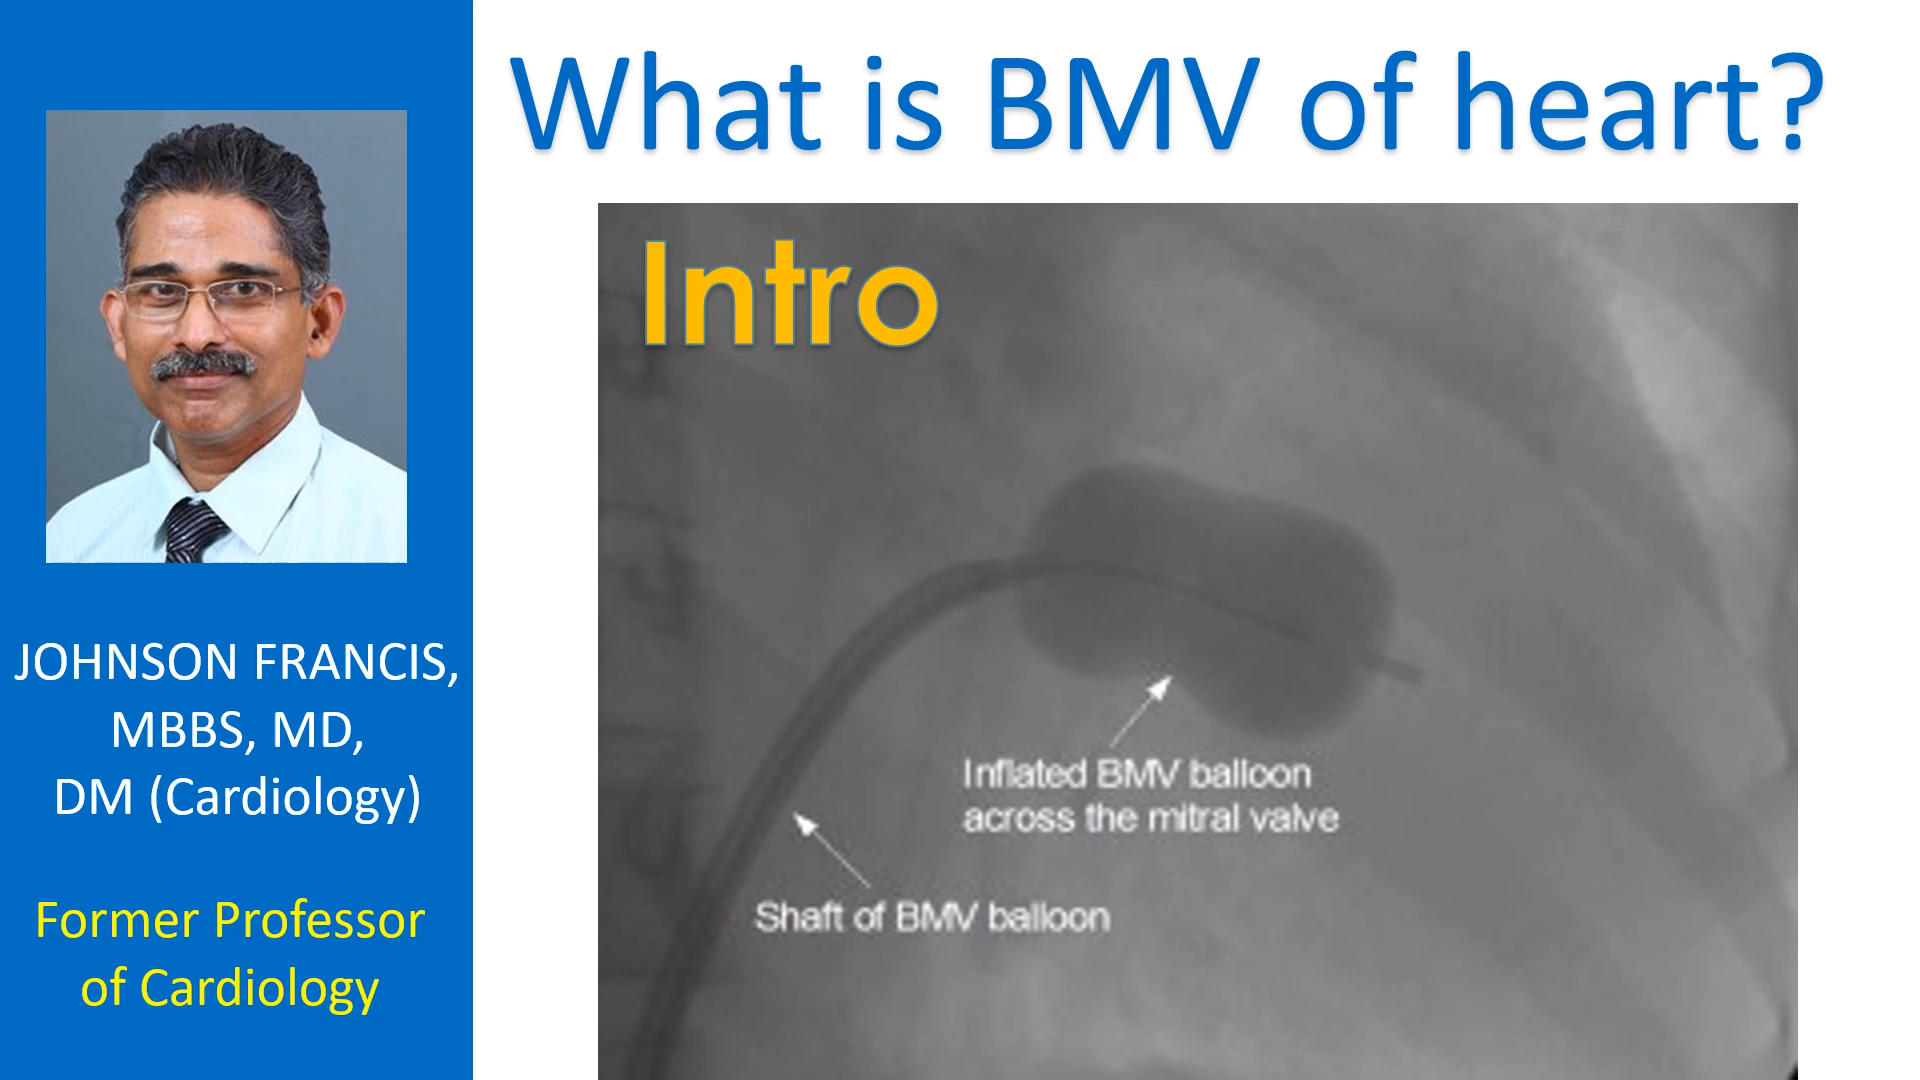 What is BMV of heart?
Intro
Inflated BMV balloon
across the mitral valve
Shaft of BMV balloon
JOHNSON FRANCIS,
MBBS, MD,
DM (Cardiology)
Former Professor
of Cardiology